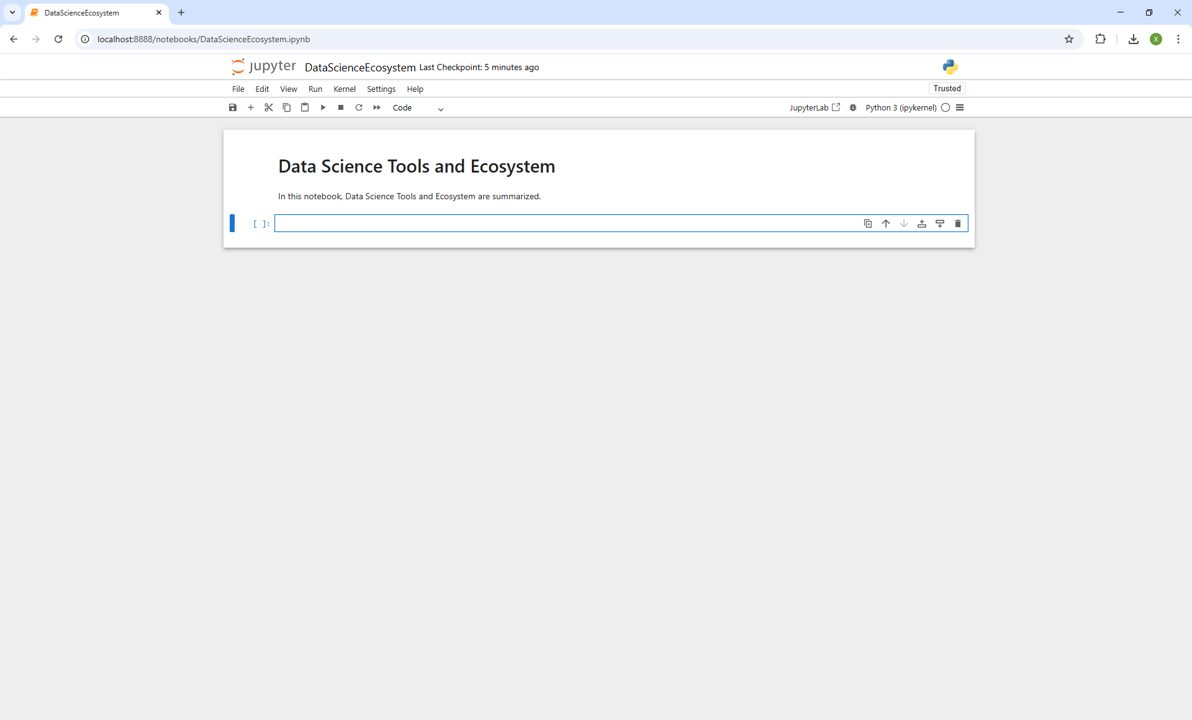 DataScienceEcosystem
localhost:8888/notebooks/DataScienceEcosystem.ipynb
X
jupyter DataScienceEcosystem Last Checkpoint: 5 minutes ago
File Edit View Run Kernel Settings Help Trusted
Code JupyterLab Python 3 (ipykernel)
Data Science Tools and Ecosystem
In this notebook, Data Science Tools and Ecosystem are summarized.
[ ]: